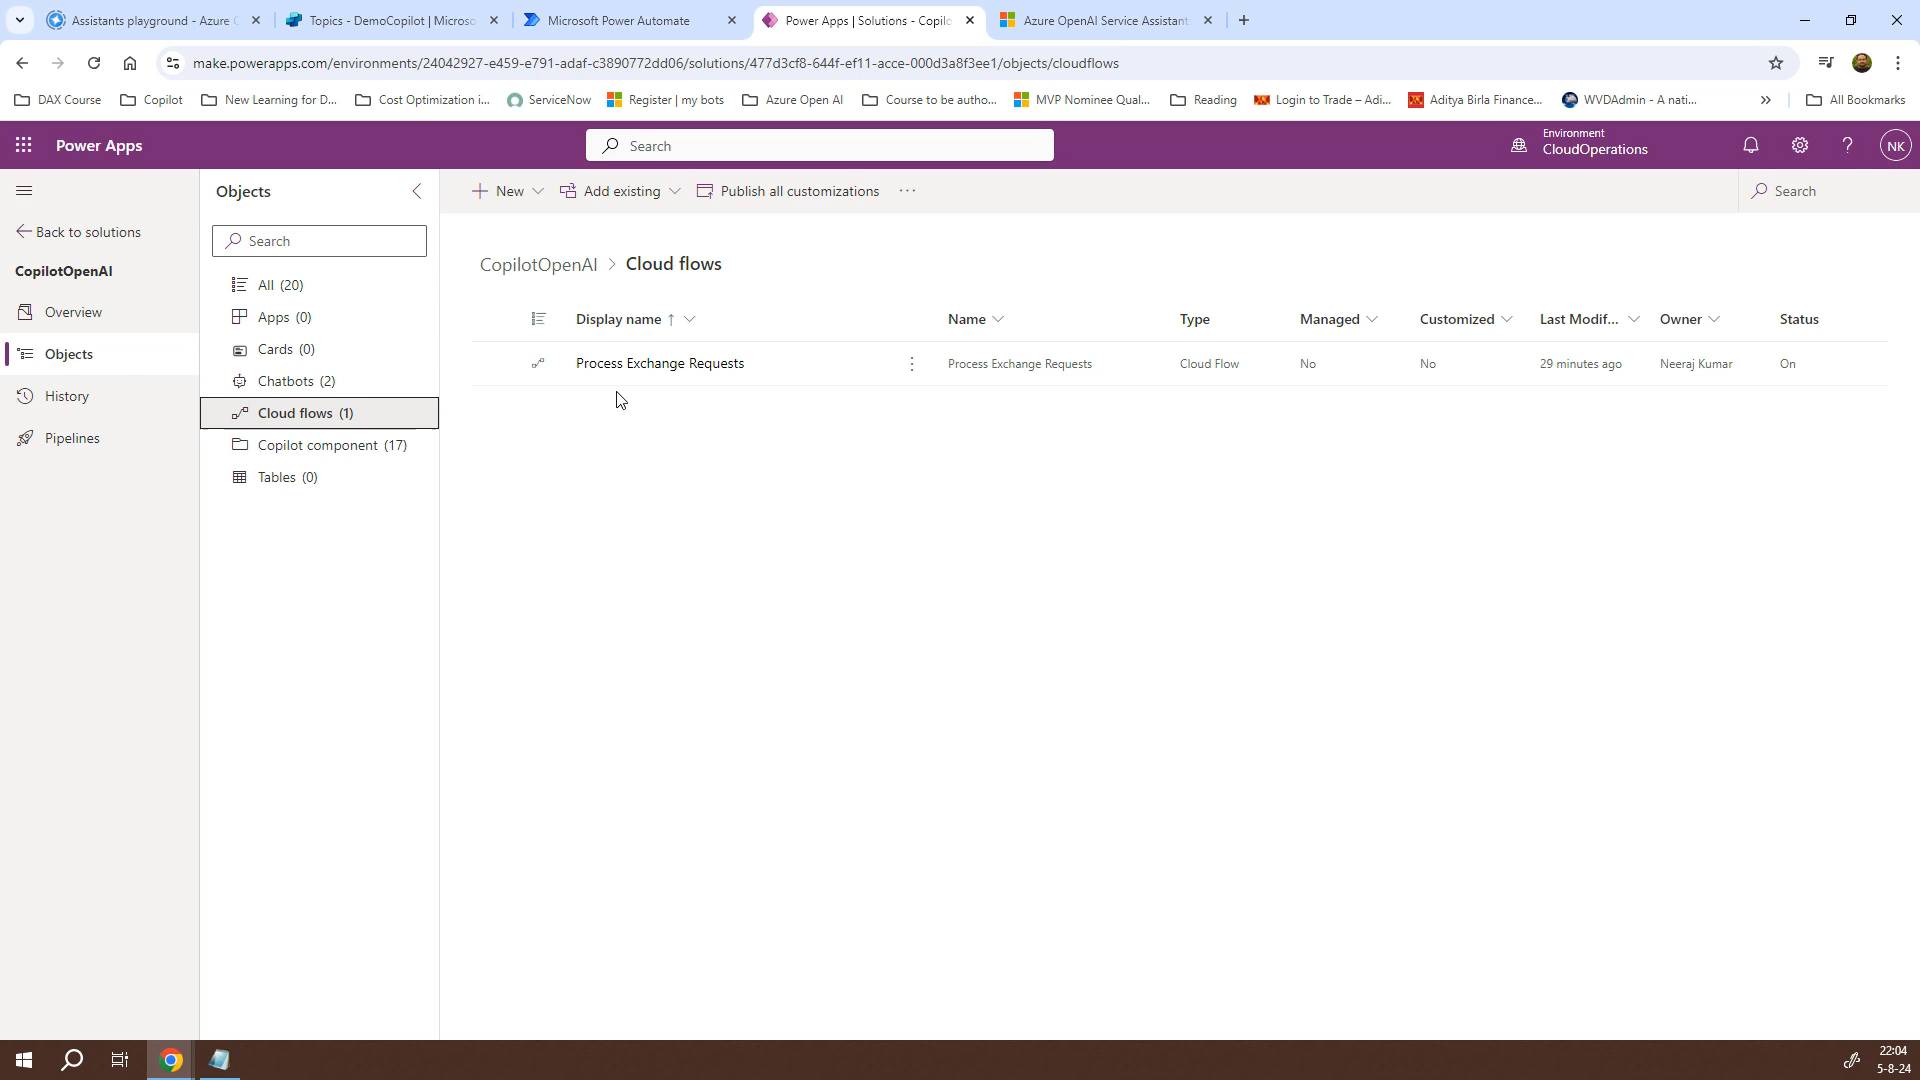 Assistants playground - Azure C
Topics - DemoCopilot | Microso
Microsoft Power Automate
Power Apps | Solutions - Copilo
Azure OpenAI Service Assistant
make.powerapps.com/environments/24042927-e459-e791-adaf-c3890772dd06/solutions/477d3cf8-644f-ef11-acce-000d3a8f3ee1/objects/cloudflows
DAX Course
Copilot
New Learning for D...
Cost Optimization i...
ServiceNow
Register | my bots
Azure Open AI
Course to be autho...
MVP Nominee Qual...
Reading
Login to Trade – Adi...
Aditya Birla Finance...
WVDAdmin - A nati...
All Bookmarks
Power Apps
Search
Environment
CloudOperations
NK
Objects
New
Add existing
Publish all customizations
Search
Back to solutions
Search
CopilotOpenAI
CopilotOpenAI > Cloud flows
All (20)
Overview
Apps (0)
Display name ↑
Name
Type
Managed
Customized
Last Modif...
Owner
Status
Objects
Cards (0)
Process Exchange Requests
Process Exchange Requests
Cloud Flow
No
No
29 minutes ago
Neeraj Kumar
On
Chatbots (2)
History
Cloud flows (1)
Pipelines
Copilot component (17)
Tables (0)
22:04
5-8-24